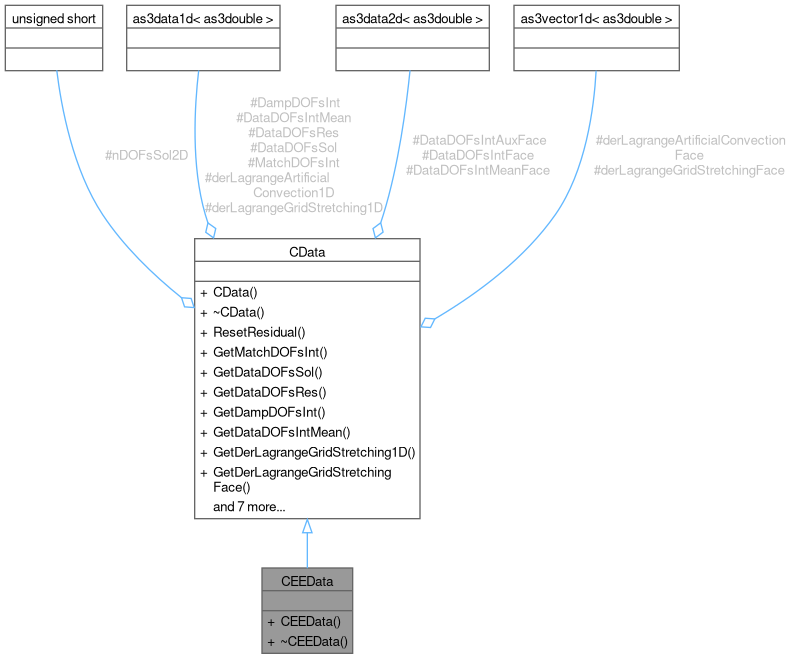 unsigned short
as3data1d< as3double >
as3data2d< as3double >
as3vector1d< as3double >
#nDOFsSol2D
#DampDOFsInt
#DataDOFsIntMean
#DataDOFsRes
#DataDOFsSol
#MatchDOFsInt
#derLagrangeArtificial
Convection1D
#derLagrangeGridStretching1D
#DataDOFsIntAuxFace
#DataDOFsIntFace
#DataDOFsIntMeanFace
#derLagrangeArtificialConvection
Face
#derLagrangeGridStretchingFace
CData
+ CData()
+ ~CData()
+ ResetResidual()
+ GetMatchDOFsInt()
+ GetDataDOFsSol()
+ GetDataDOFsRes()
+ GetDampDOFsInt()
+ GetDataDOFsIntMean()
+ GetDerLagrangeGridStretching1D()
+ GetDerLagrangeGridStretching
Face()
and 7 more...
CEEData
+ CEEData()
+ ~CEEData()